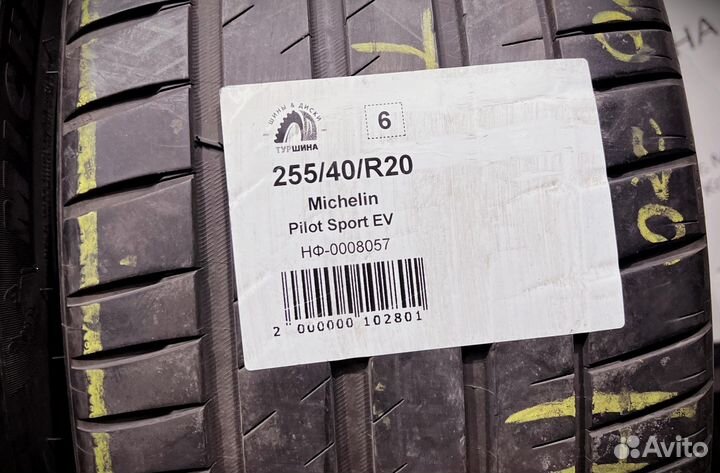 ШИНЫ & ДИСКИ
ТУРШИНА
6
255/40/R20
Michelin
Pilot Sport EV
НФ-0008057
2 000000 102801
Avito